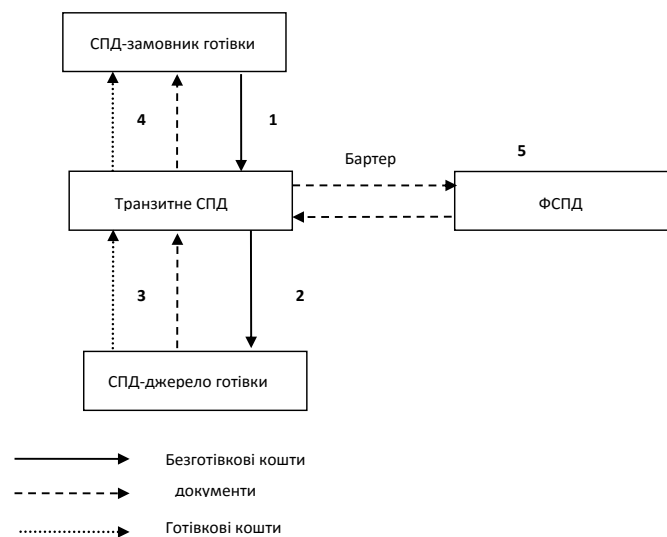 СПД-замовник готівки
4
1
Бартер
5
Транзитне СПД
ФСПД
3
2
СПД-джерело готівки
Безготівкові кошти
документи
Готівкові кошти